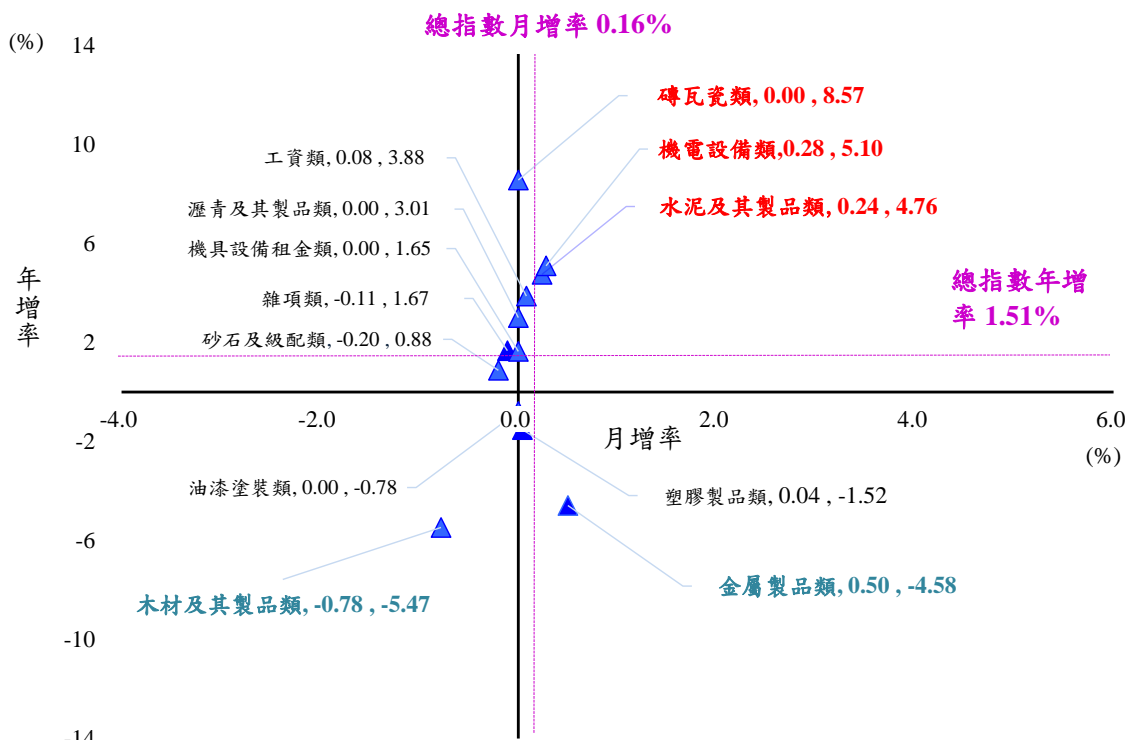 總指數月增率 0.16%
(%)
14
磚瓦瓷類, 0.00 , 8.57
10
機電設備類,0.28 , 5.10
工資類, 0.08 , 3.88
瀝青及其製品類, 0.00 , 3.01
水泥及其製品類, 0.24 , 4.76
6
機具設備租金類, 0.00 , 1.65
年增率
總指數年增
率 1.51%
雜項類, -0.11 , 1.67
砂石及級配類, -0.20 , 0.88
2
-4.0
-2.0
0.0
2.0
4.0
6.0
月增率
-2
(%)
油漆塗裝類, 0.00 , -0.78
塑膠製品類, 0.04 , -1.52
-6
金屬製品類, 0.50 , -4.58
木材及其製品類, -0.78 , -5.47
-10
-14